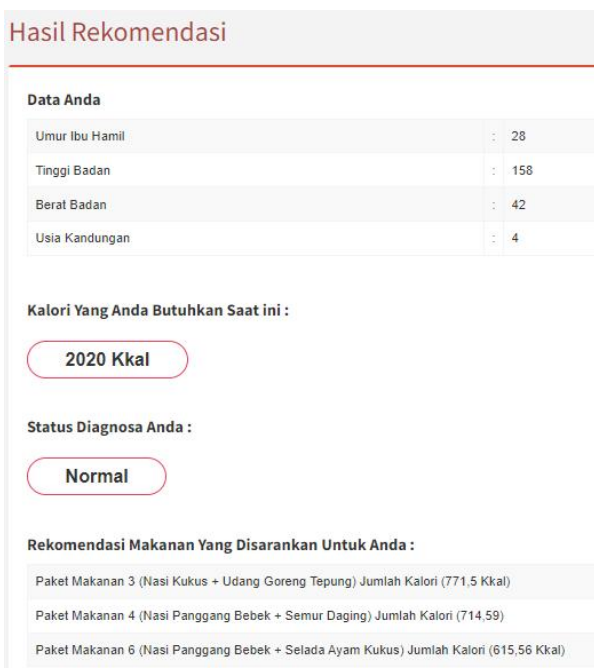 Hasil Rekomendasi
Data Anda
Umur Ibu Hamil : 28
Tinggi Badan : 158
Berat Badan : 42
Usia Kandungan : 4
Kalori Yang Anda Butuhkan Saat ini :
2020 Kkal
Status Diagnosa Anda :
Normal
Rekomendasi Makanan Yang Disarankan Untuk Anda :
Paket Makanan 3 (Nasi Kukus + Udang Goreng Tepung) Jumlah Kalori (771,5 Kkal)
Paket Makanan 4 (Nasi Panggang Bebek + Semur Daging) Jumlah Kalori (714,59)
Paket Makanan 6 (Nasi Panggang Bebek + Selada Ayam Kukus) Jumlah Kalori (615,56 Kkal)